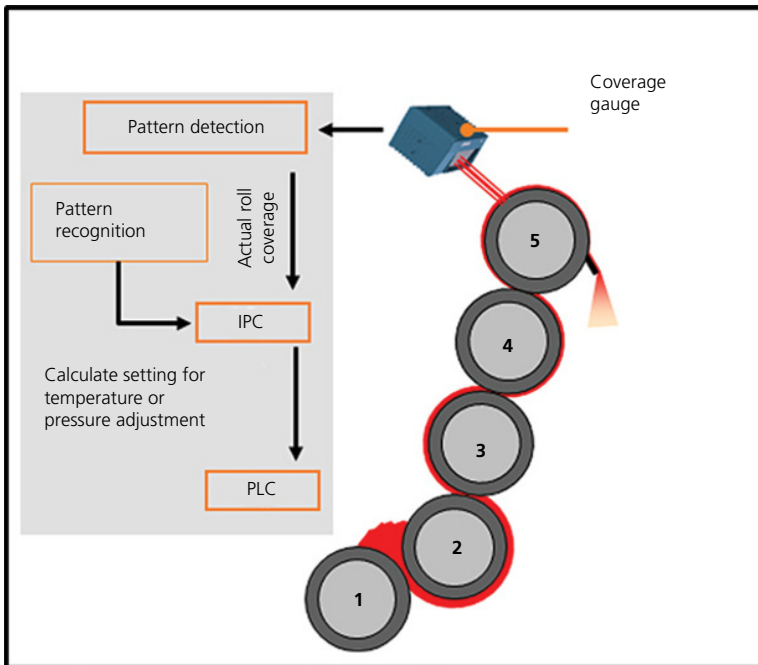 Coverage
gauge
Pattern detection
Pattern
recognition
Actual roll
coverage
IPC
Calculate setting for
temperature or
pressure adjustment
PLC
5
4
3
2
1